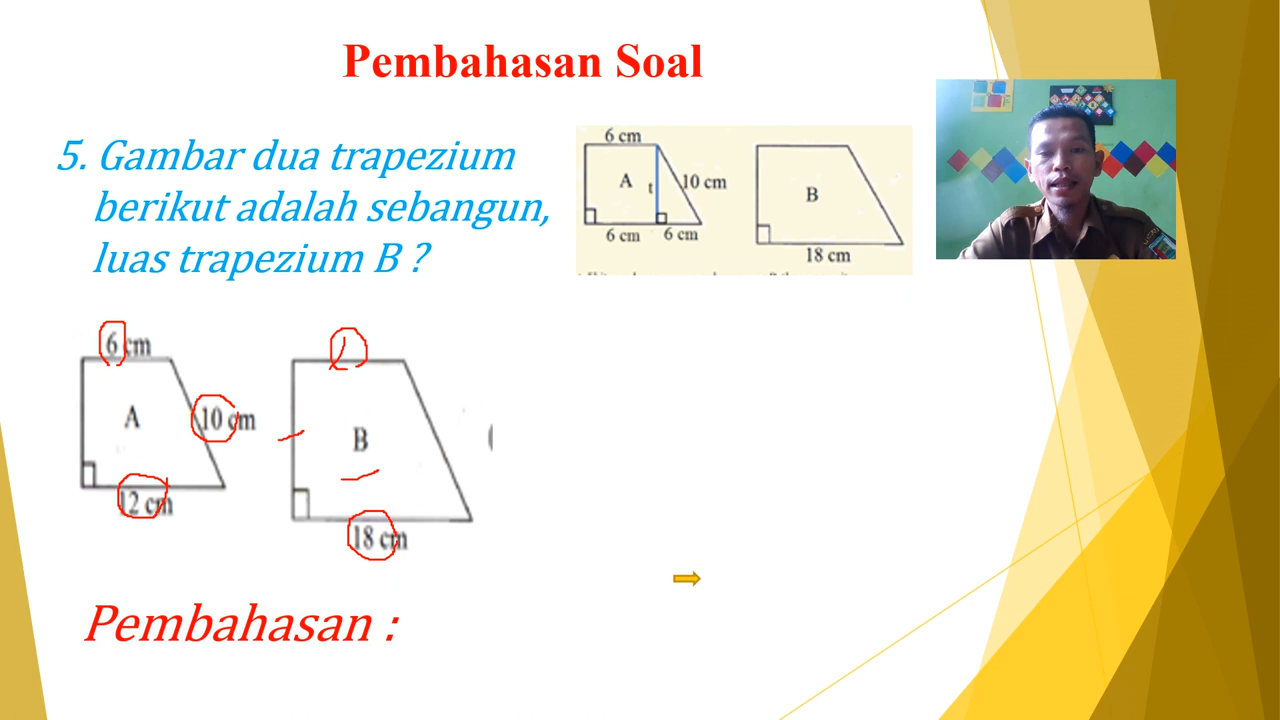 Pembahasan Soal
5. Gambar dua trapezium
berikut adalah sebangun,
luas trapezium B ?
6 cm
A
t
10 cm
6 cm
6 cm
B
18 cm
6 cm
A
10 cm
12 cm
B
18 cm
Pembahasan :